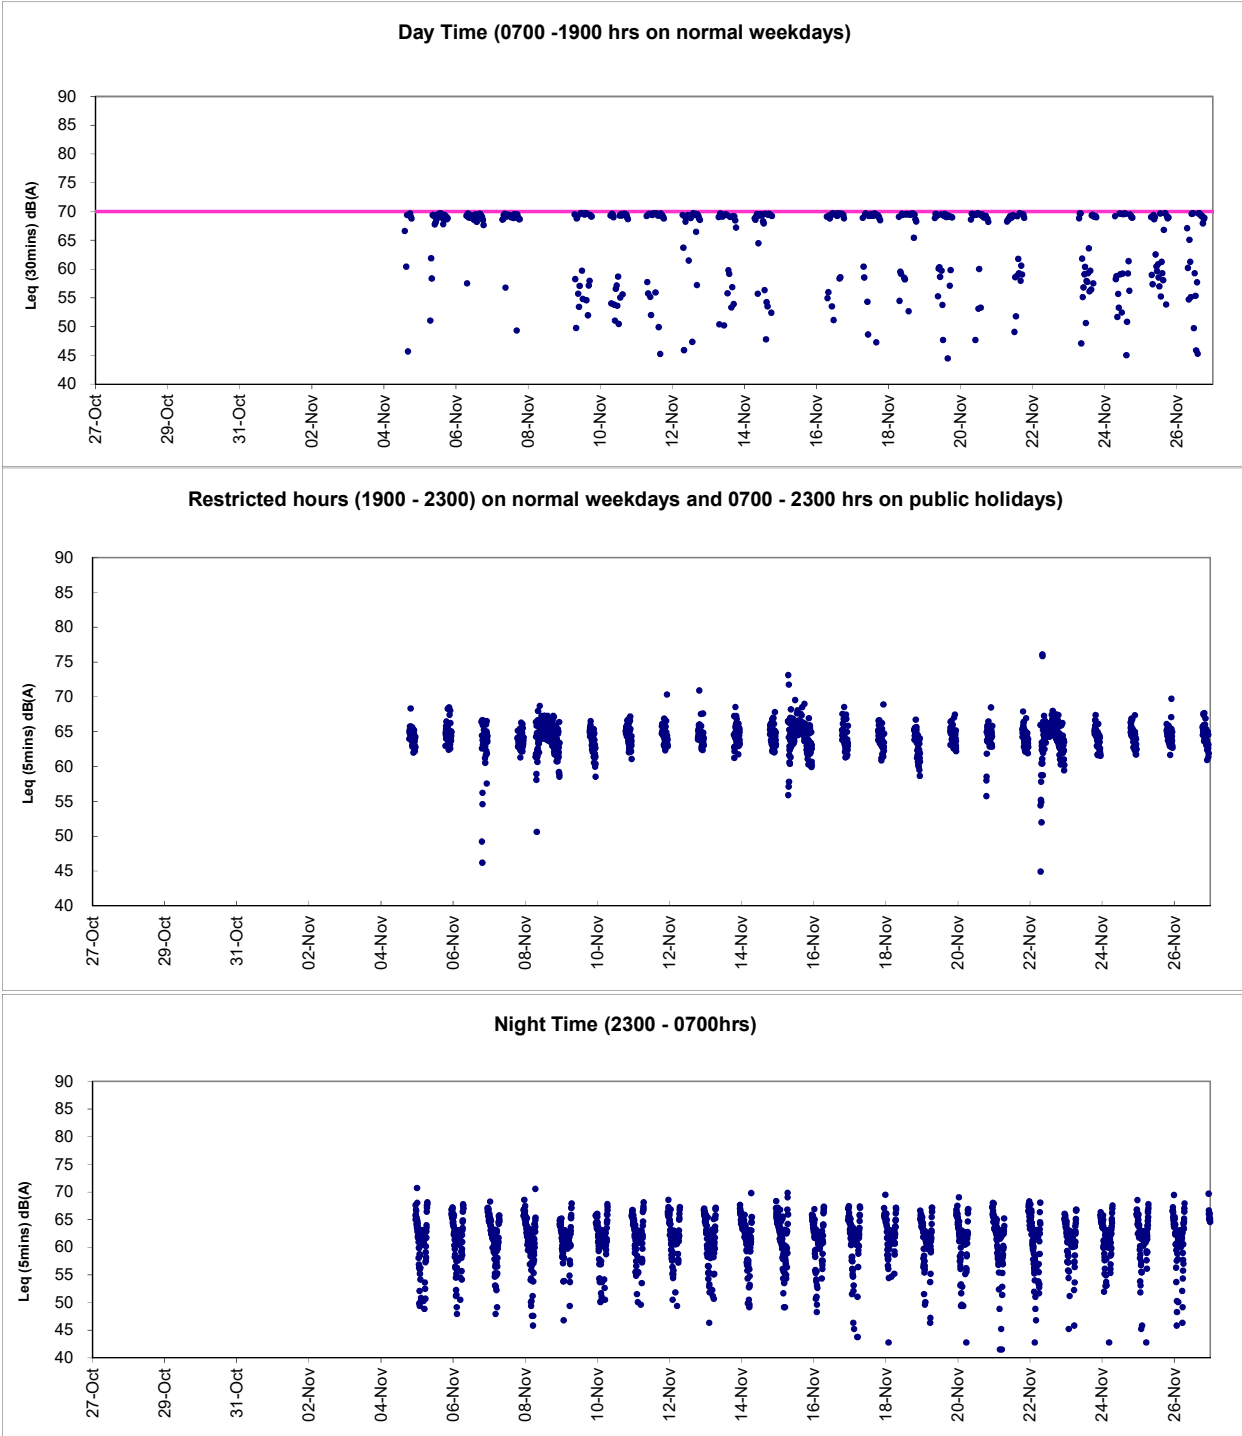 Day Time (0700 -1900 hrs on normal weekdays)
Leq (30mins) dB(A)
90
85
80
75
70
65
60
55
50
45
40
27-Oct
29-Oct
31-Oct
02-Nov
04-Nov
06-Nov
08-Nov
10-Nov
12-Nov
14-Nov
16-Nov
18-Nov
20-Nov
22-Nov
24-Nov
26-Nov
Restricted hours (1900 - 2300) on normal weekdays and 0700 - 2300 hrs on public holidays)
Leq (5mins) dB(A)
90
85
80
75
70
65
60
55
50
45
40
27-Oct
29-Oct
31-Oct
02-Nov
04-Nov
06-Nov
08-Nov
10-Nov
12-Nov
14-Nov
16-Nov
18-Nov
20-Nov
22-Nov
24-Nov
26-Nov
Night Time (2300 - 0700hrs)
Leq (5mins) dB(A)
90
85
80
75
70
65
60
55
50
45
40
27-Oct
29-Oct
31-Oct
02-Nov
04-Nov
06-Nov
08-Nov
10-Nov
12-Nov
14-Nov
16-Nov
18-Nov
20-Nov
22-Nov
24-Nov
26-Nov